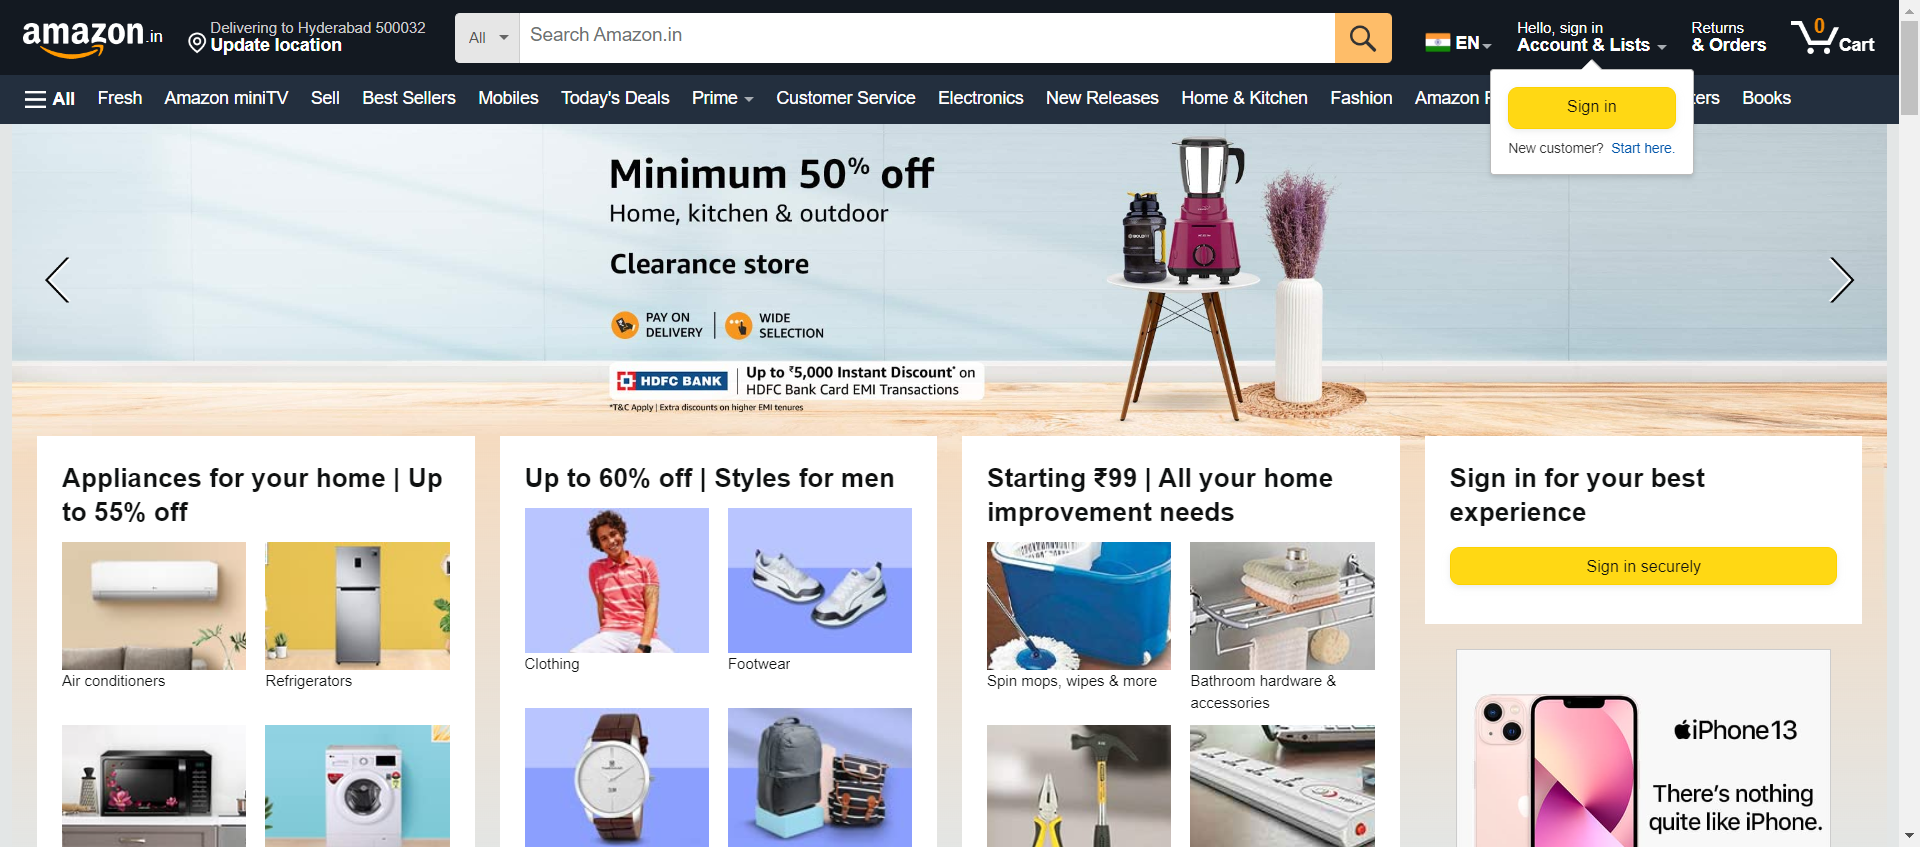 amazon.in
Delivering to Hyderabad 500032
Update location
All
Search Amazon.in
EN
Hello, sign in
Account & Lists
Returns
& Orders
0
Cart
All
Fresh
Amazon miniTV
Sell
Best Sellers
Mobiles
Today's Deals
Prime
Customer Service
Electronics
New Releases
Home & Kitchen
Fashion
Amazon
Books
Sign in
New customer? Start here.
Minimum 50% off
Home, kitchen & outdoor
Clearance store
PAY ON
DELIVERY
WIDE
SELECTION
HDFC BANK
Up to ₹5,000 Instant Discount* on
HDFC Bank Card EMI Transactions
*T&C Apply | Extra discounts on higher EMI tenures
Appliances for your home | Up
to 55% off
Air conditioners
Refrigerators
Up to 60% off | Styles for men
Clothing
Footwear
Starting ₹99 | All your home
improvement needs
Spin mops, wipes & more
Bathroom hardware &
accessories
Sign in for your best
experience
Sign in securely
iPhone 13
There's nothing
quite like iPhone.